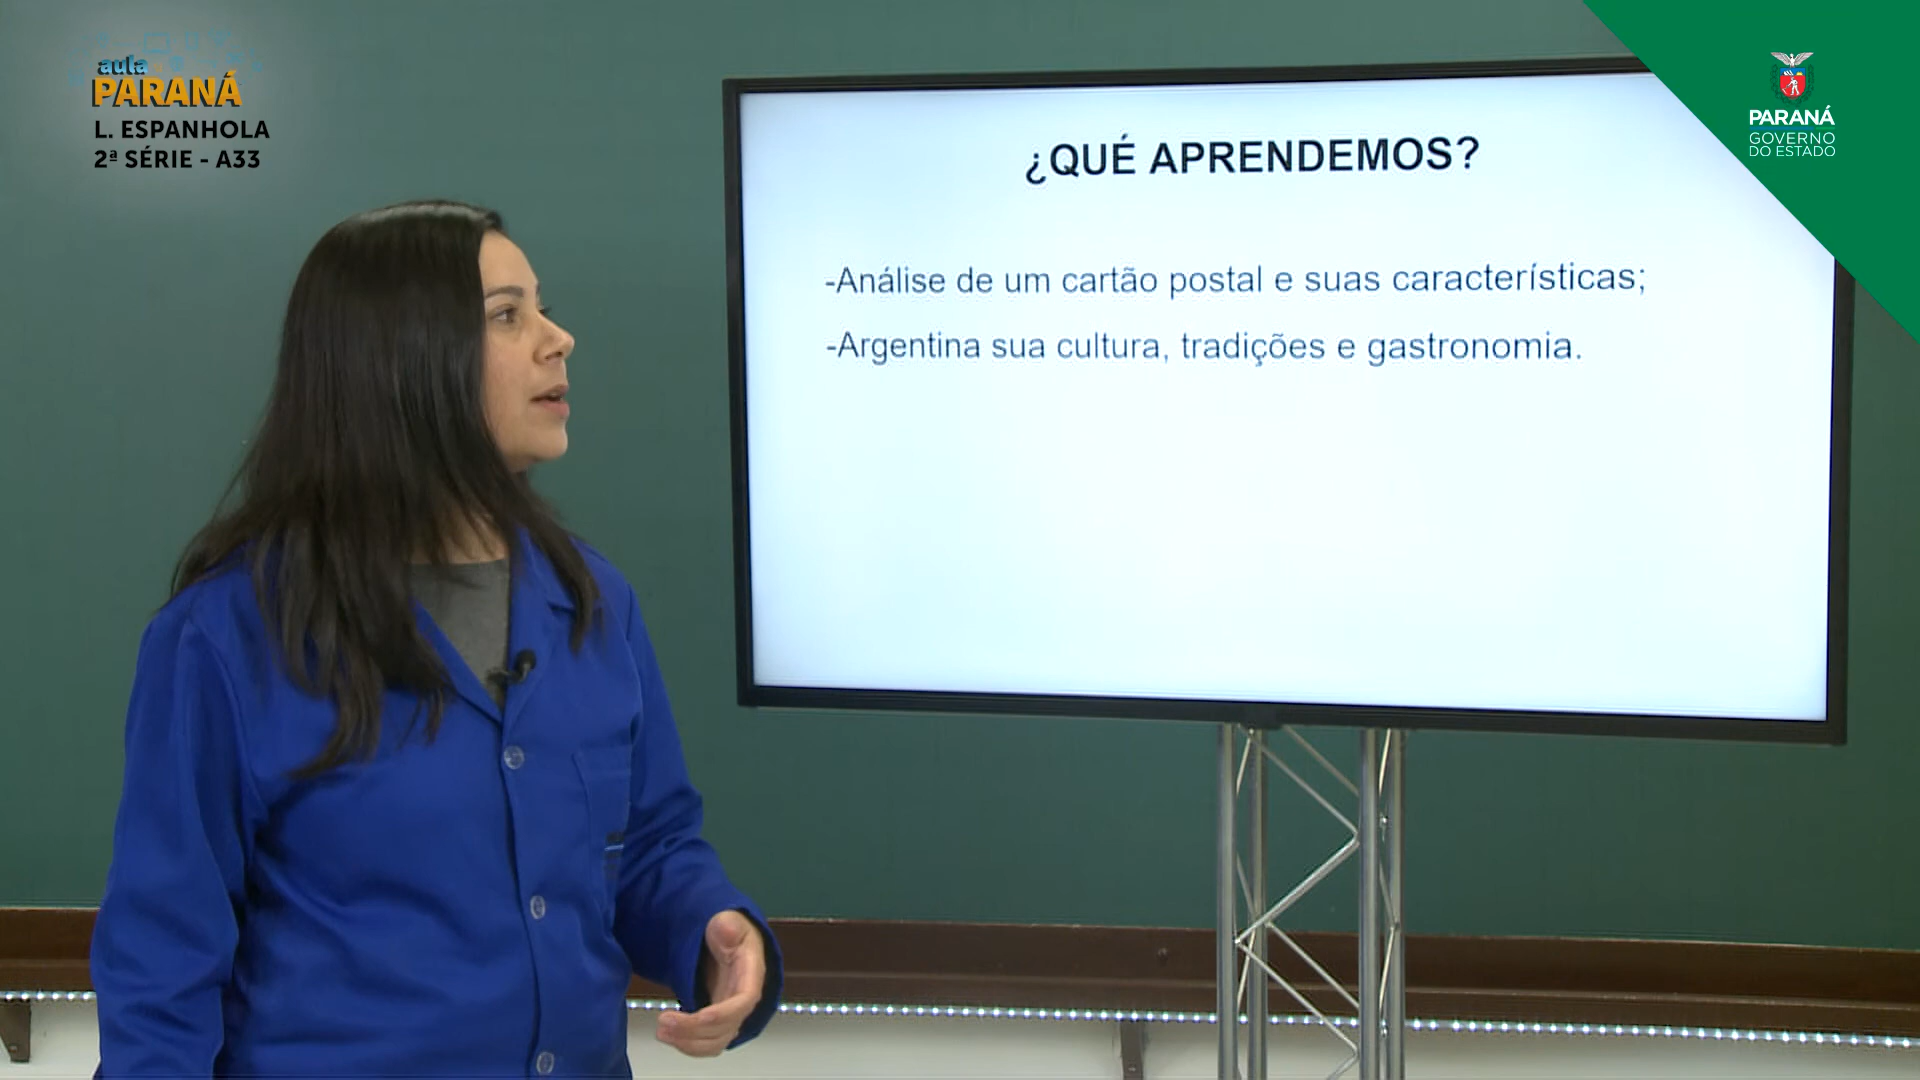 aula
PARANÁ
L. ESPANHOLA
2ª SÉRIE - A33
¿QUÉ APRENDEMOS?
-Análise de um cartão postal e suas características;
-Argentina sua cultura, tradições e gastronomia.
PARANÁ
GOVERNO
DO ESTADO